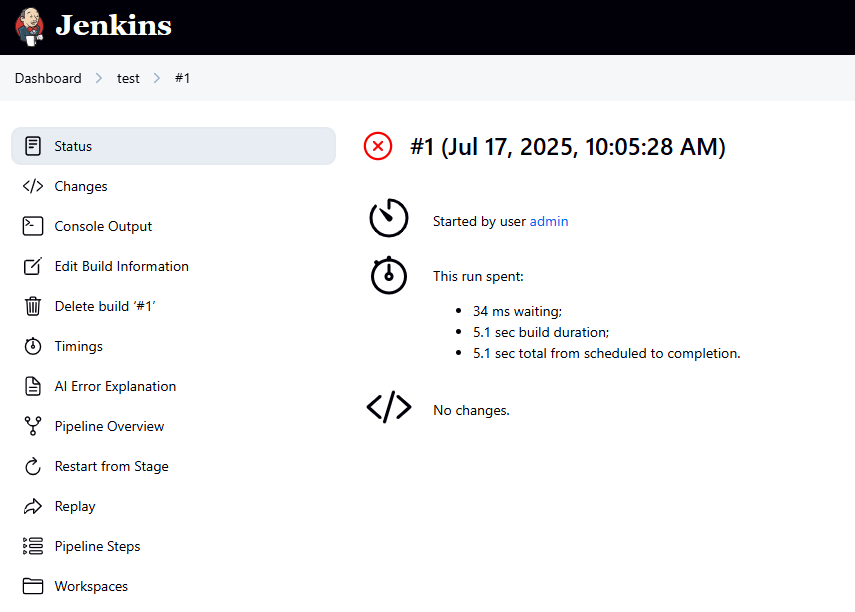 Jenkins
Dashboard > test > #1
Status
Changes
Console Output
Edit Build Information
Delete build ‘#1’
Timings
AI Error Explanation
Pipeline Overview
Restart from Stage
Replay
Pipeline Steps
Workspaces
#1 (Jul 17, 2025, 10:05:28 AM)
Started by user admin
This run spent:
• 34 ms waiting;
• 5.1 sec build duration;
• 5.1 sec total from scheduled to completion.
No changes.